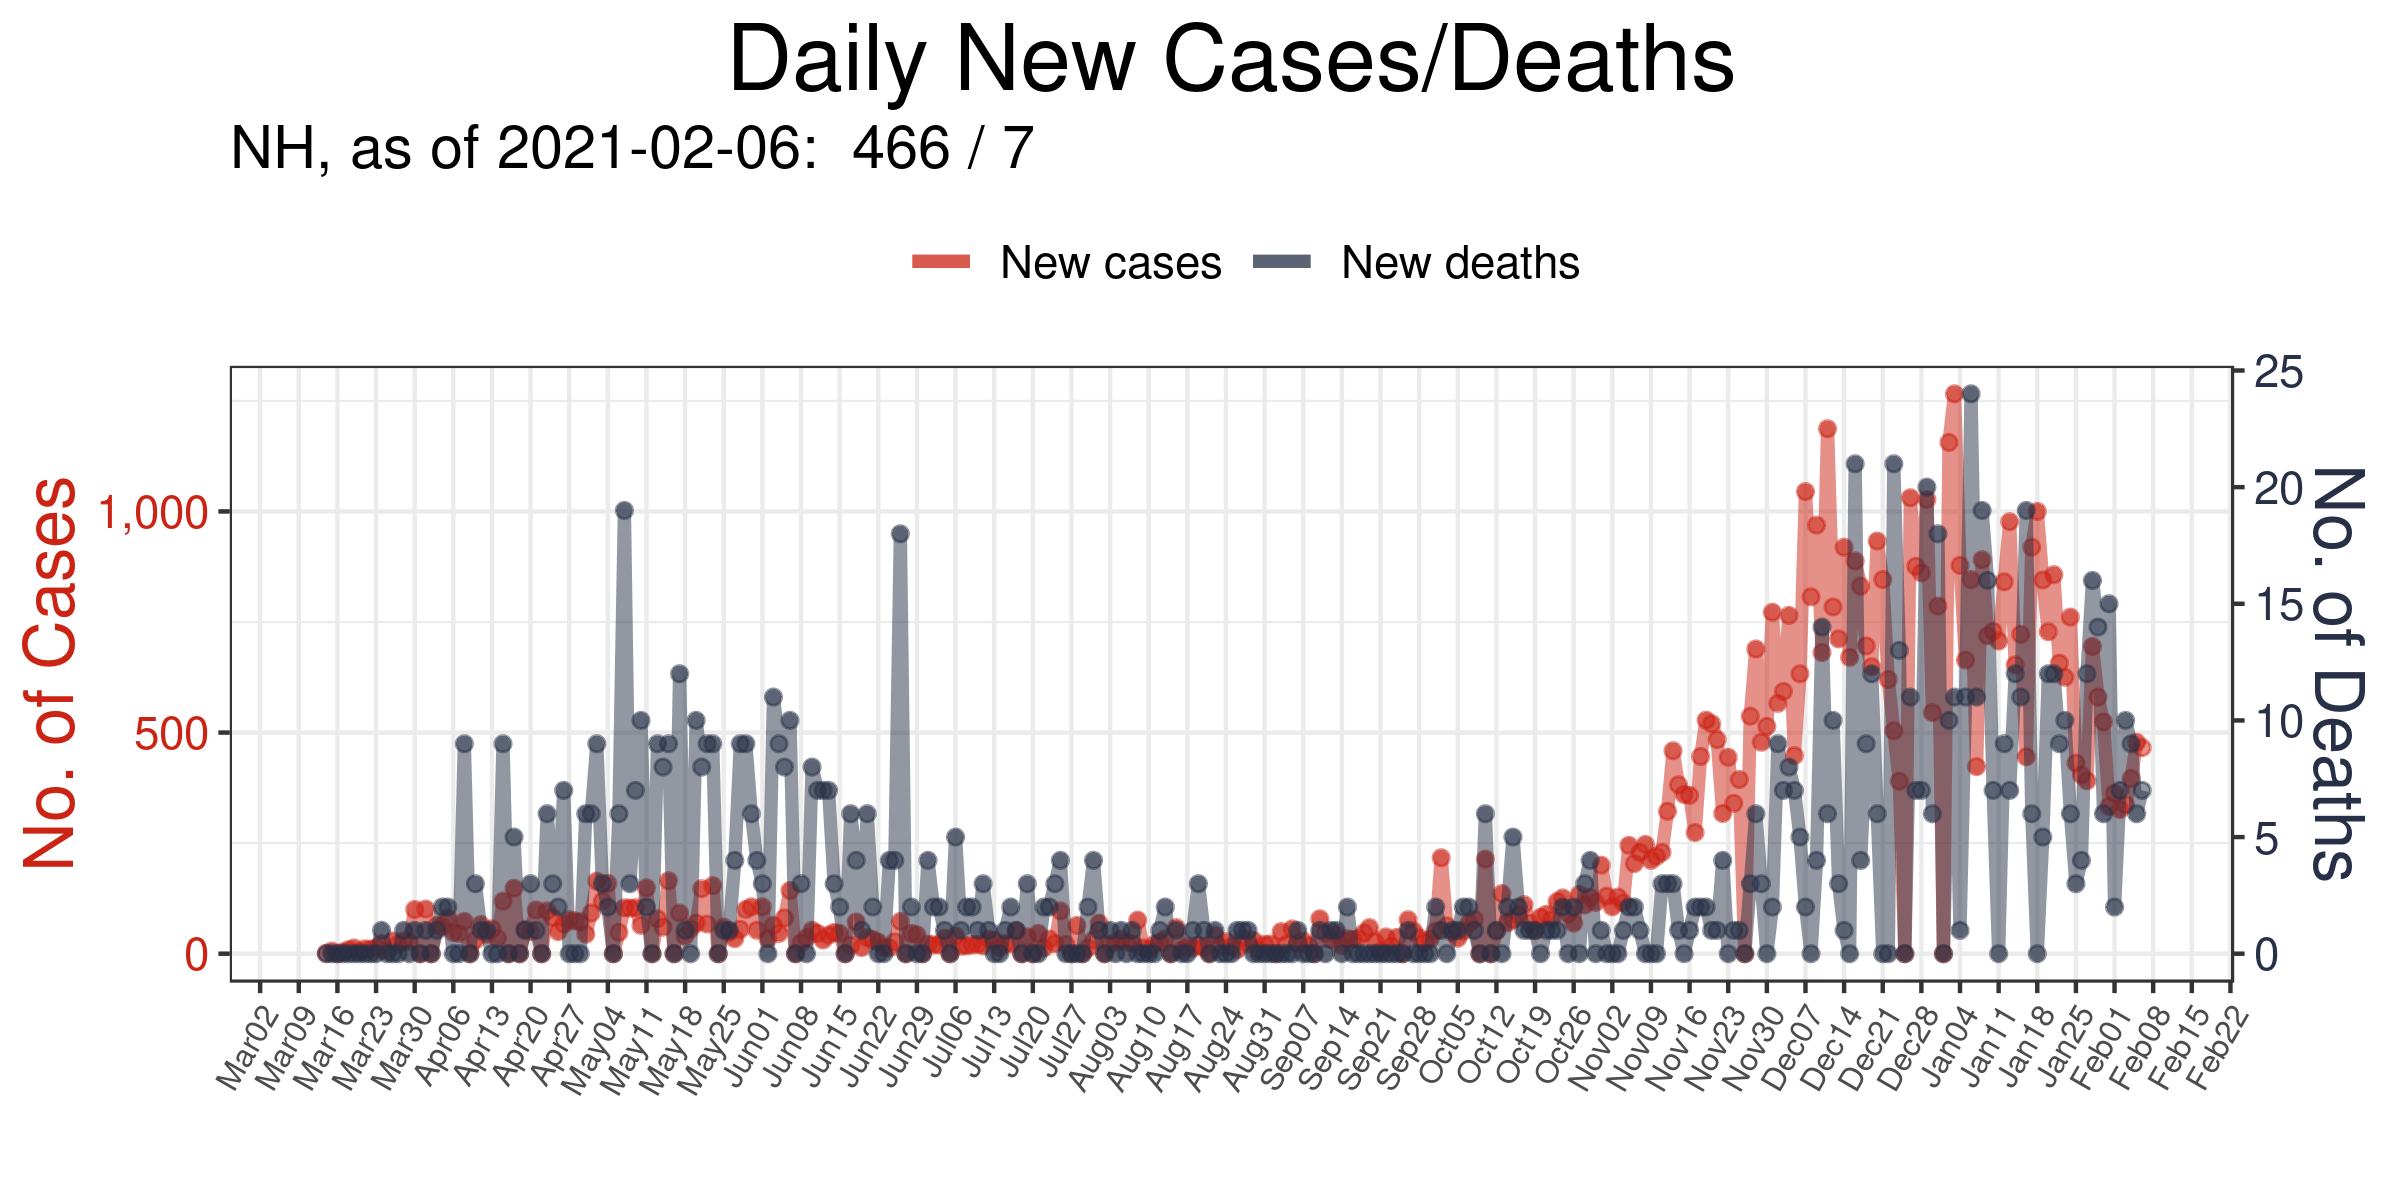 Daily New Cases/Deaths
NH, as of 2021-02-06: 466 / 7
New cases
New deaths
No. of Cases
1,000
500
0
25
20
15
10
5
0
No. of Deaths
Mar02
Mar09
Mar16
Mar23
Mar30
Apr06
Apr13
Apr20
Apr27
May04
May11
May18
May25
Jun01
Jun08
Jun15
Jun22
Jun29
Jul06
Jul13
Jul20
Jul27
Aug03
Aug10
Aug17
Aug24
Aug31
Sep07
Sep14
Sep21
Sep28
Oct05
Oct12
Oct19
Oct26
Nov02
Nov09
Nov16
Nov23
Nov30
Dec07
Dec14
Dec21
Dec28
Jan04
Jan11
Jan18
Jan25
Feb01
Feb08
Feb15
Feb22